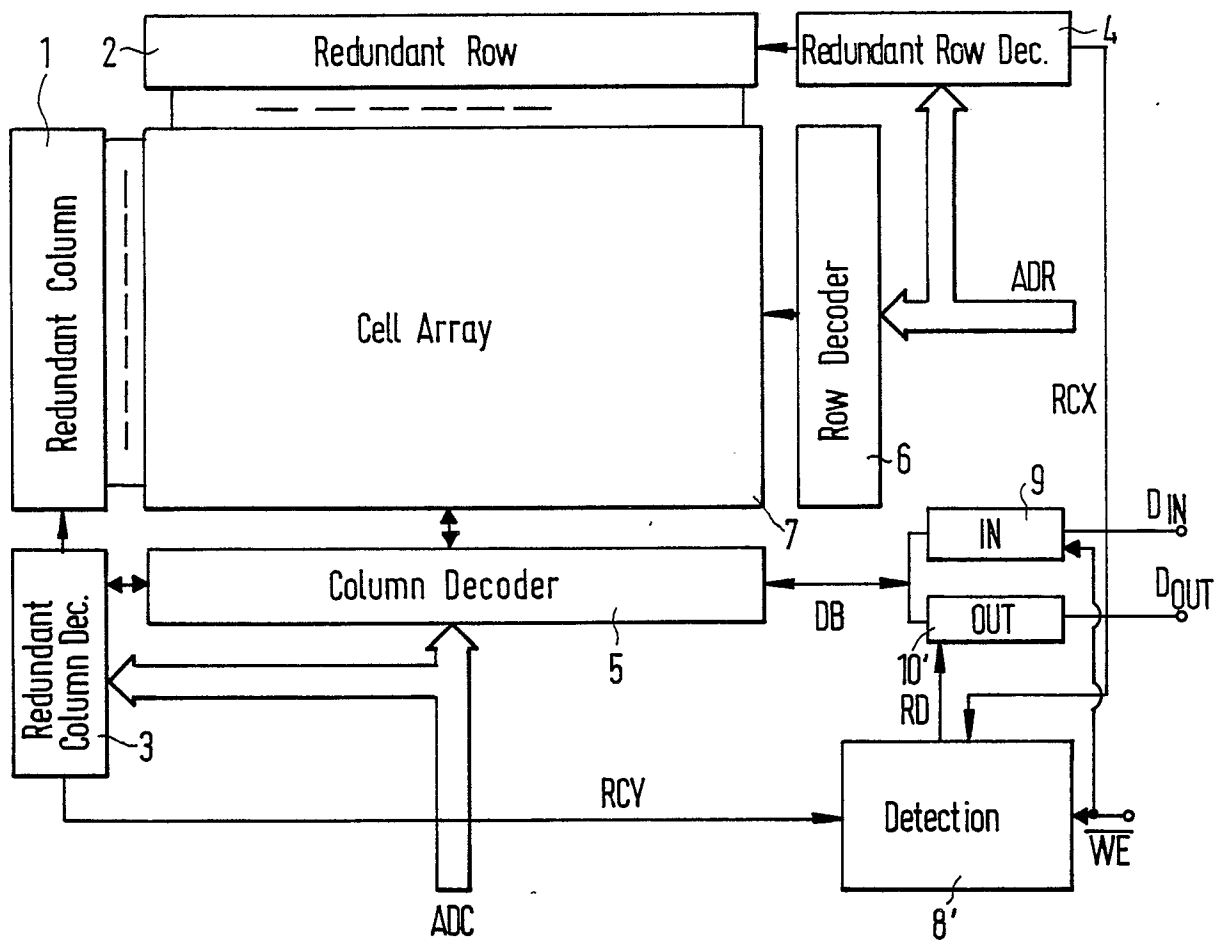 1
2
Redundant Row
Redundant Row Dec.
4
Redundant Column
Cell Array
Row Decoder
ADR
RCX
6
7
9
IN
D IN
Column Decoder
5
DB
OUT
DOUT
10'
Redundant
Column Dec.
3
RD
RCY
Detection
WE
8'
ADC